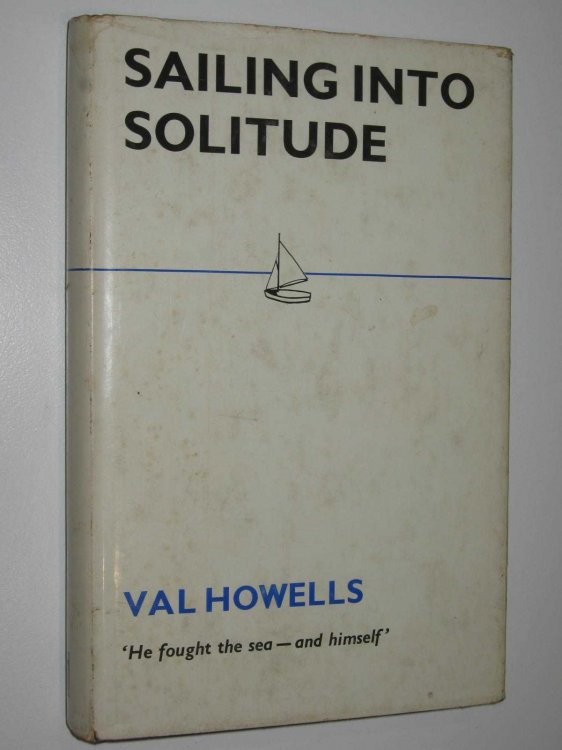 SAILING INTO
SOLITUDE
VAL HOWELLS
‘He fought the sea — and himself’